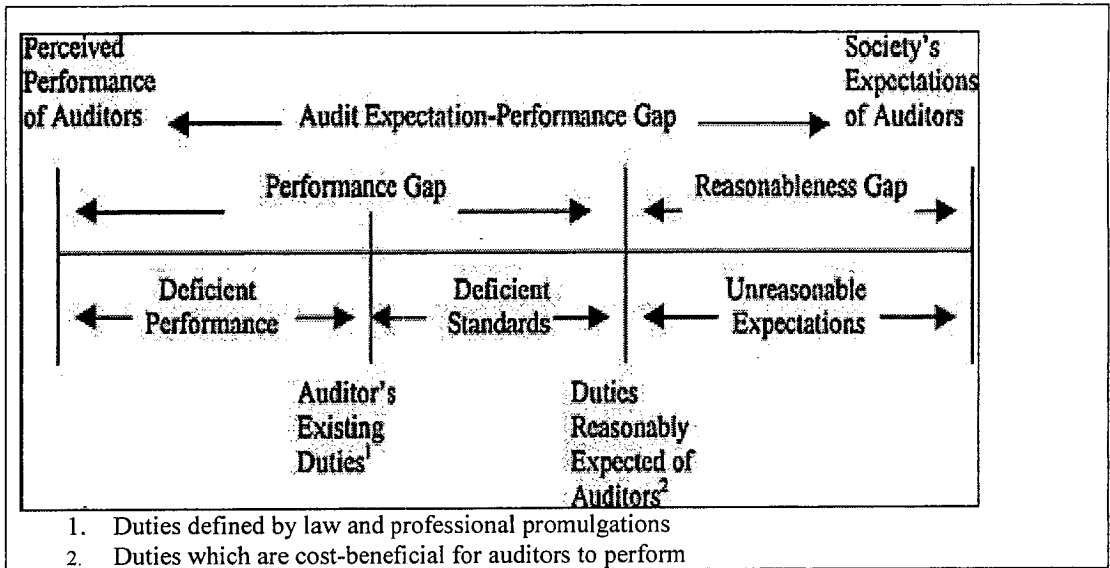 Perceived
Performance
of Auditors
Society's
Expectations
of Auditors
Audit Expectation-Performance Gap
Performance Gap
Reasonableness Gap
Deficient
Performance
Deficient
Standards
Unreasonable
Expectations
Auditor's
Existing
Duties¹
Duties
Reasonably
Expected of
Auditors²
1. Duties defined by law and professional promulgations
2. Duties which are cost-beneficial for auditors to perform